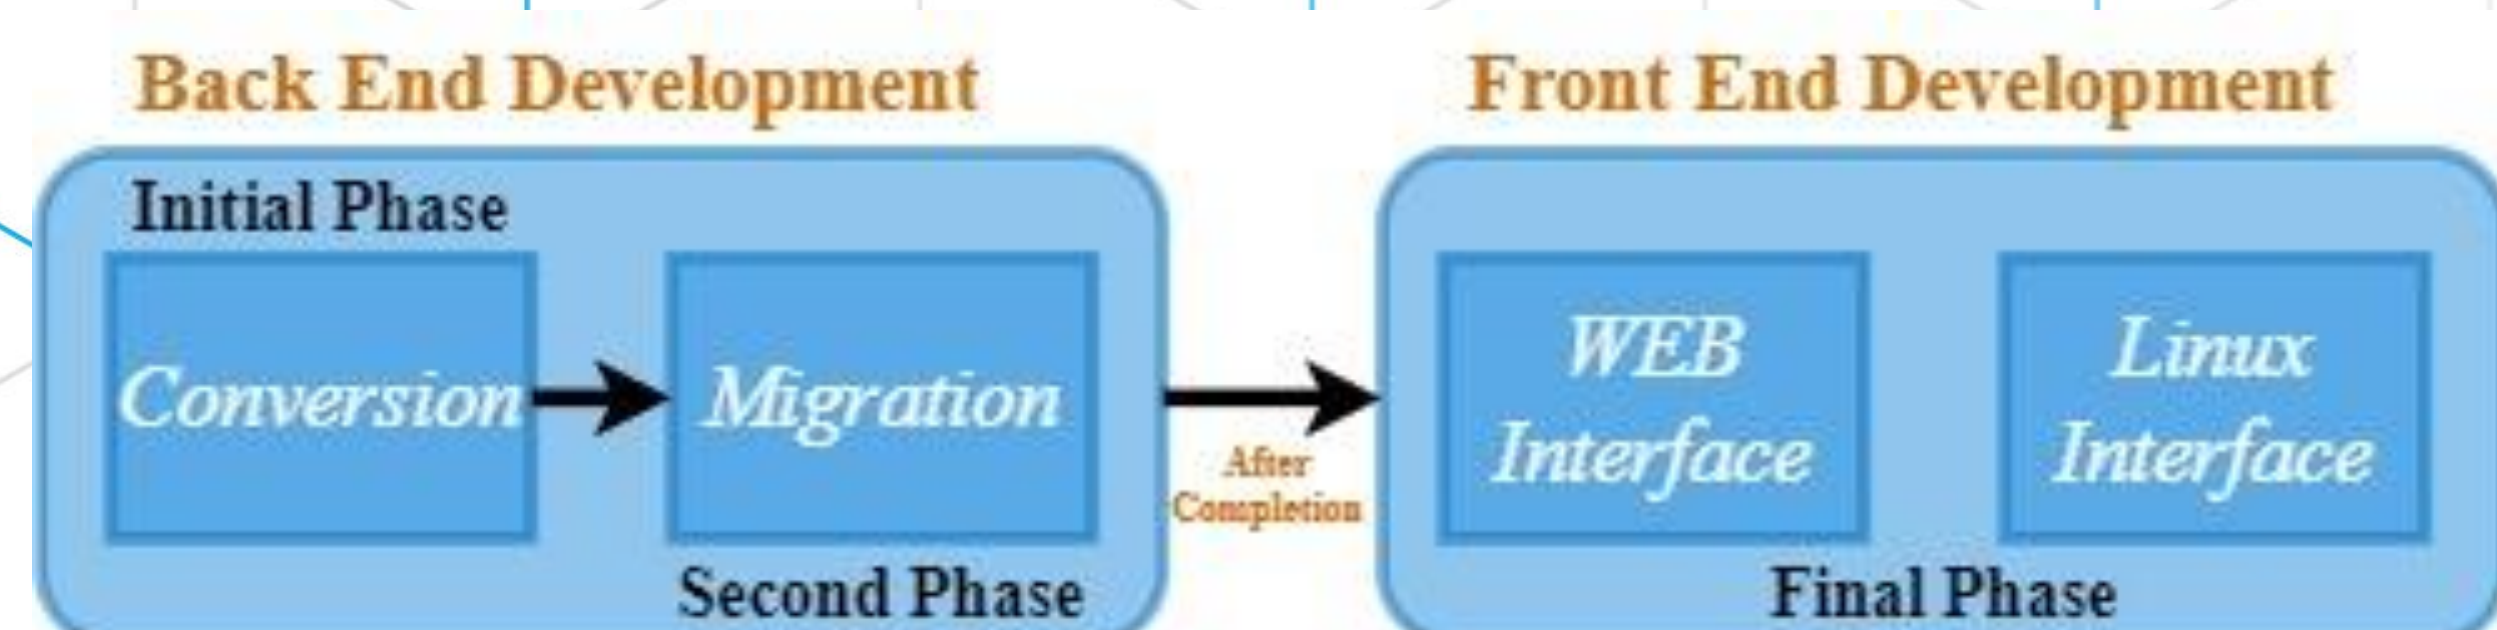 Back End Development
Initial Phase
Conversion
Migration
Second Phase
After
Completion
Front End Development
WEB
Interface
Linux
Interface
Final Phase